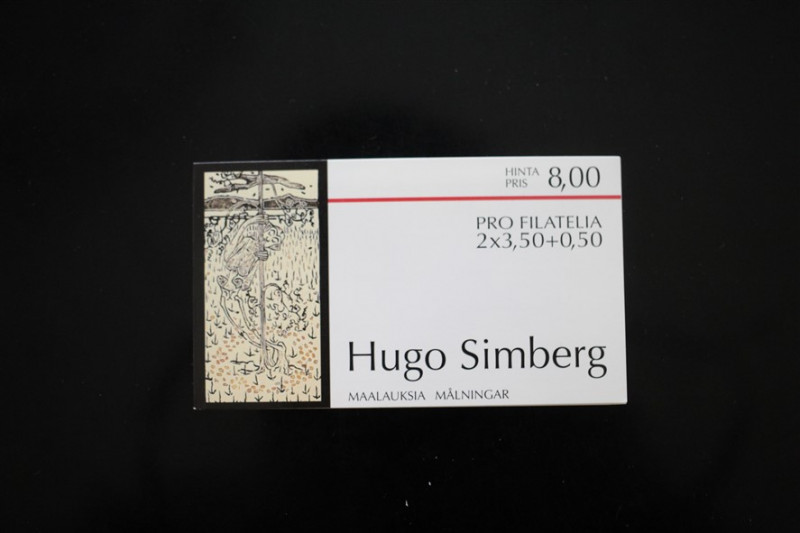 HINTA
PRIS 8,00
PRO FILATELIA
2x3,50+0,50
Hugo Simberg
MAALAUKSIA MÅLNINGAR